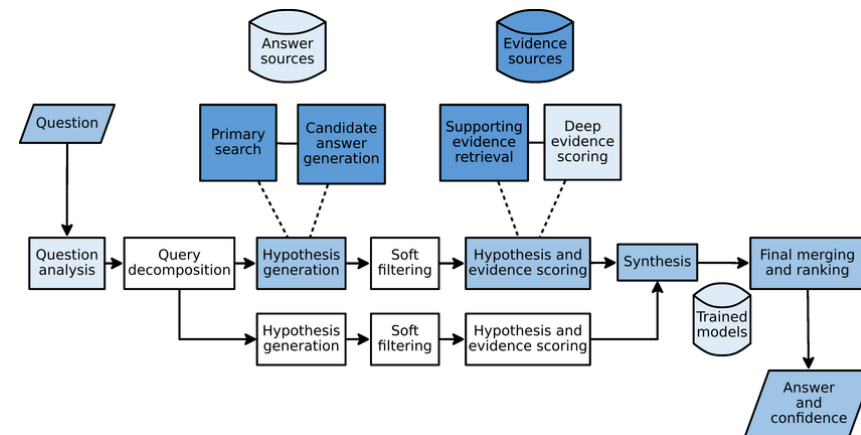 Answer
sources
Evidence
sources
Question
Primary
search
Candidate
answer
generation
Supporting
evidence
retrieval
Deep
evidence
scoring
Question
analysis
Query
decomposition
Hypothesis
generation
Soft
filtering
Hypothesis and
evidence scoring
Synthesis
Final merging
and ranking
Hypothesis
generation
Soft
filtering
Hypothesis and
evidence scoring
Trained
models
Answer
and
confidence